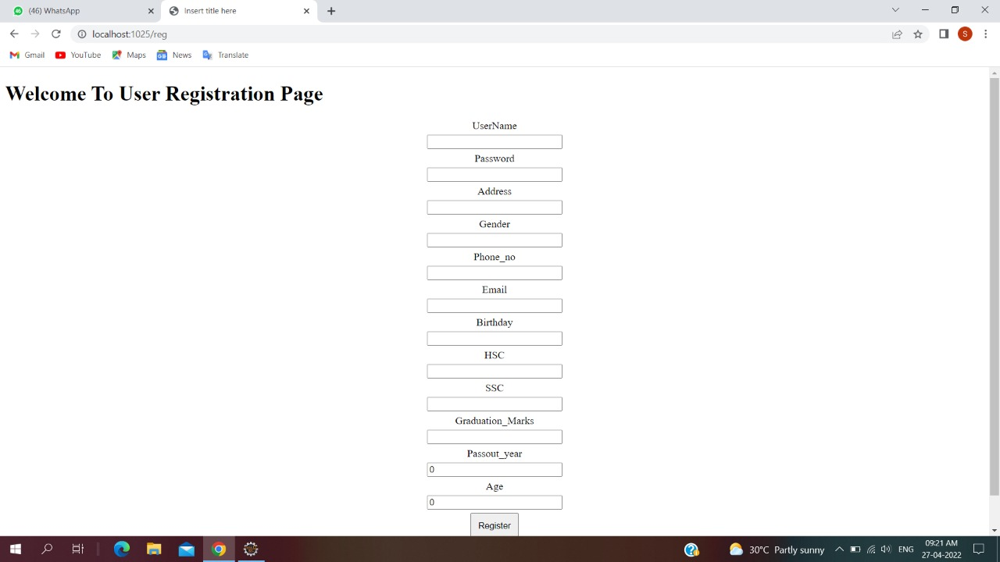 (46) WhatsApp
Insert title here
localhost:1025/reg
S
Gmail YouTube Maps News Translate
Welcome To User Registration Page
UserName
Password
Address
Gender
Phone_no
Email
Birthday
HSC
SSC
Graduation_Marks
Passout_year
0
Age
0
Register
30°C Partly sunny
ENG
09:21 AM
27-04-2022